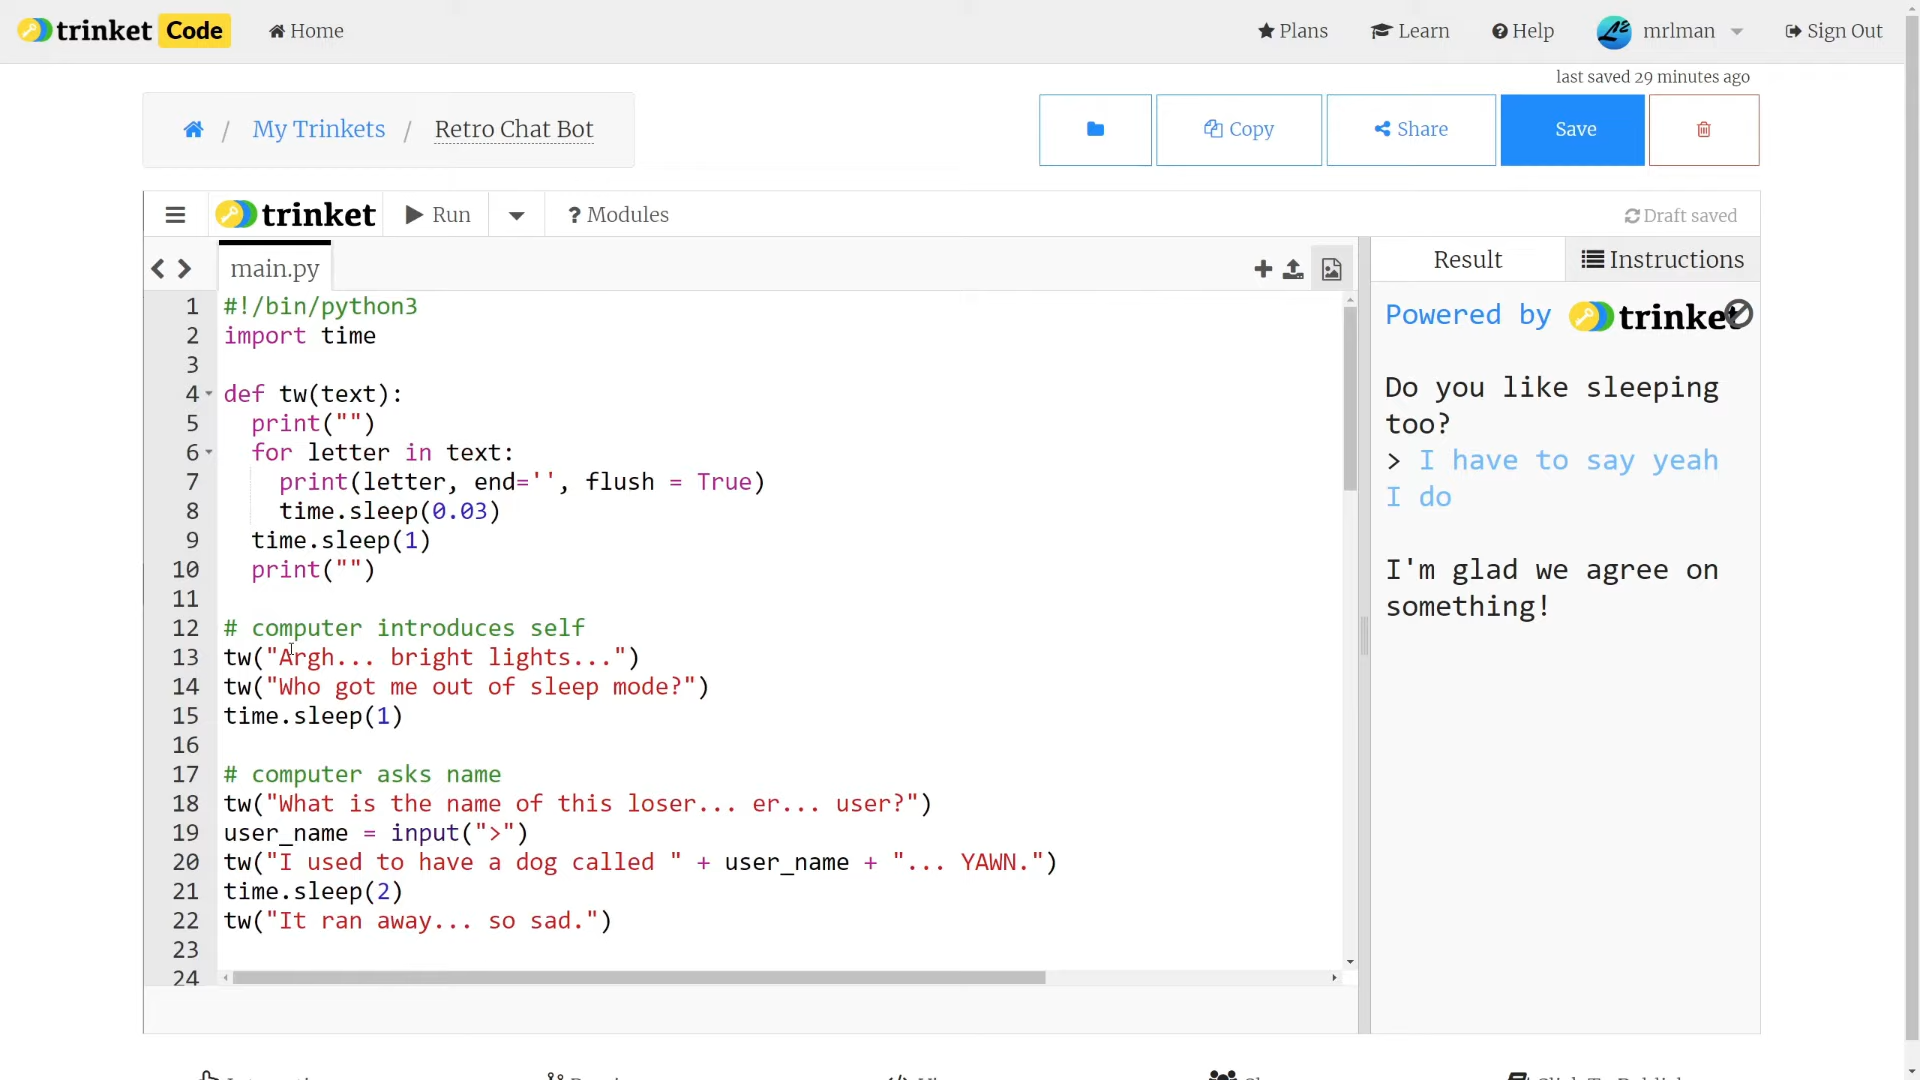 trinket Code Home Plans Learn Help mrlman Sign Out
last saved 29 minutes ago
/ My Trinkets / Retro Chat Bot Copy Share Save
trinket Run ? Modules Draft saved
main.py Result Instructions
1 #!/bin/python3
2 import time
3
4 def tw(text):
5 print("")
6 for letter in text:
7 print(letter, end='', flush = True)
8 time.sleep(0.03)
9 time.sleep(1)
10 print("")
11
12 # computer introduces self
13 tw("Argh... bright lights...")
14 tw("Who got me out of sleep mode?")
15 time.sleep(1)
16
17 # computer asks name
18 tw("What is the name of this loser... er... user?")
19 user_name = input(">")
20 tw("I used to have a dog called " + user_name + "... YAWN.")
21 time.sleep(2)
22 tw("It ran away... so sad.")
23
24
Powered by trinket
Do you like sleeping
too?
> I have to say yeah
I do
I'm glad we agree on
something!